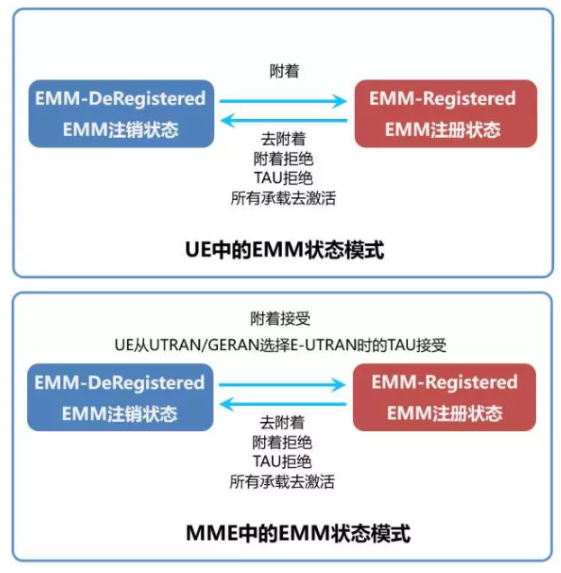 附着
EMM-DeRegistered
EMM注销状态
EMM-Registered
EMM注册状态
去附着
附着拒绝
TAU拒绝
所有承载去激活
UE中的EMM状态模式
附着接受
UE从UTRAN/GERAN选择E-UTRAN时的TAU接受
EMM-DeRegistered
EMM注销状态
EMM-Registered
EMM注册状态
去附着
附着拒绝
TAU拒绝
所有承载去激活
MME中的EMM状态模式